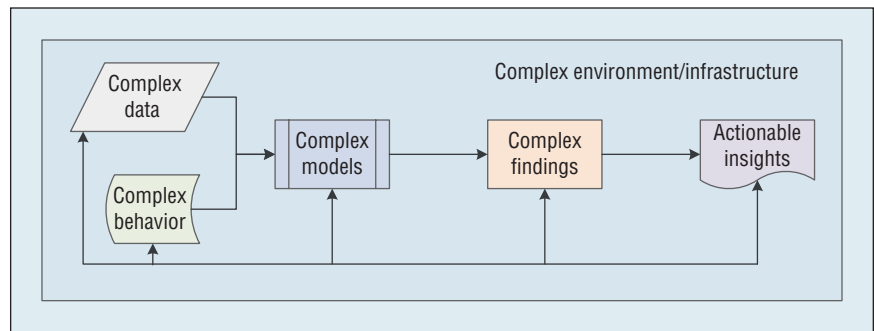 Complex environment/infrastructure
Complex
data
Complex
behavior
Complex
models
Complex
findings
Actionable
insights